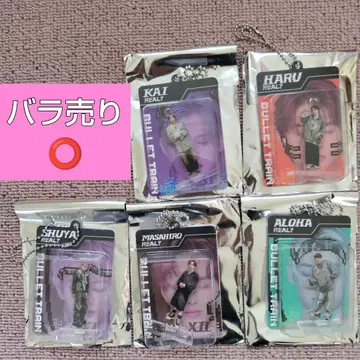 バラ売り
⭕
KAI
REAL⁷
BULLET TRAIN
HARU
REAL⁷
BULLET TRAIN
SHUYA
REAL⁷
BULLET TRAIN
MASAHIRO
REAL⁷
BULLET TRAIN
XII
ALOHA
REAL⁷
BULLET TRAIN